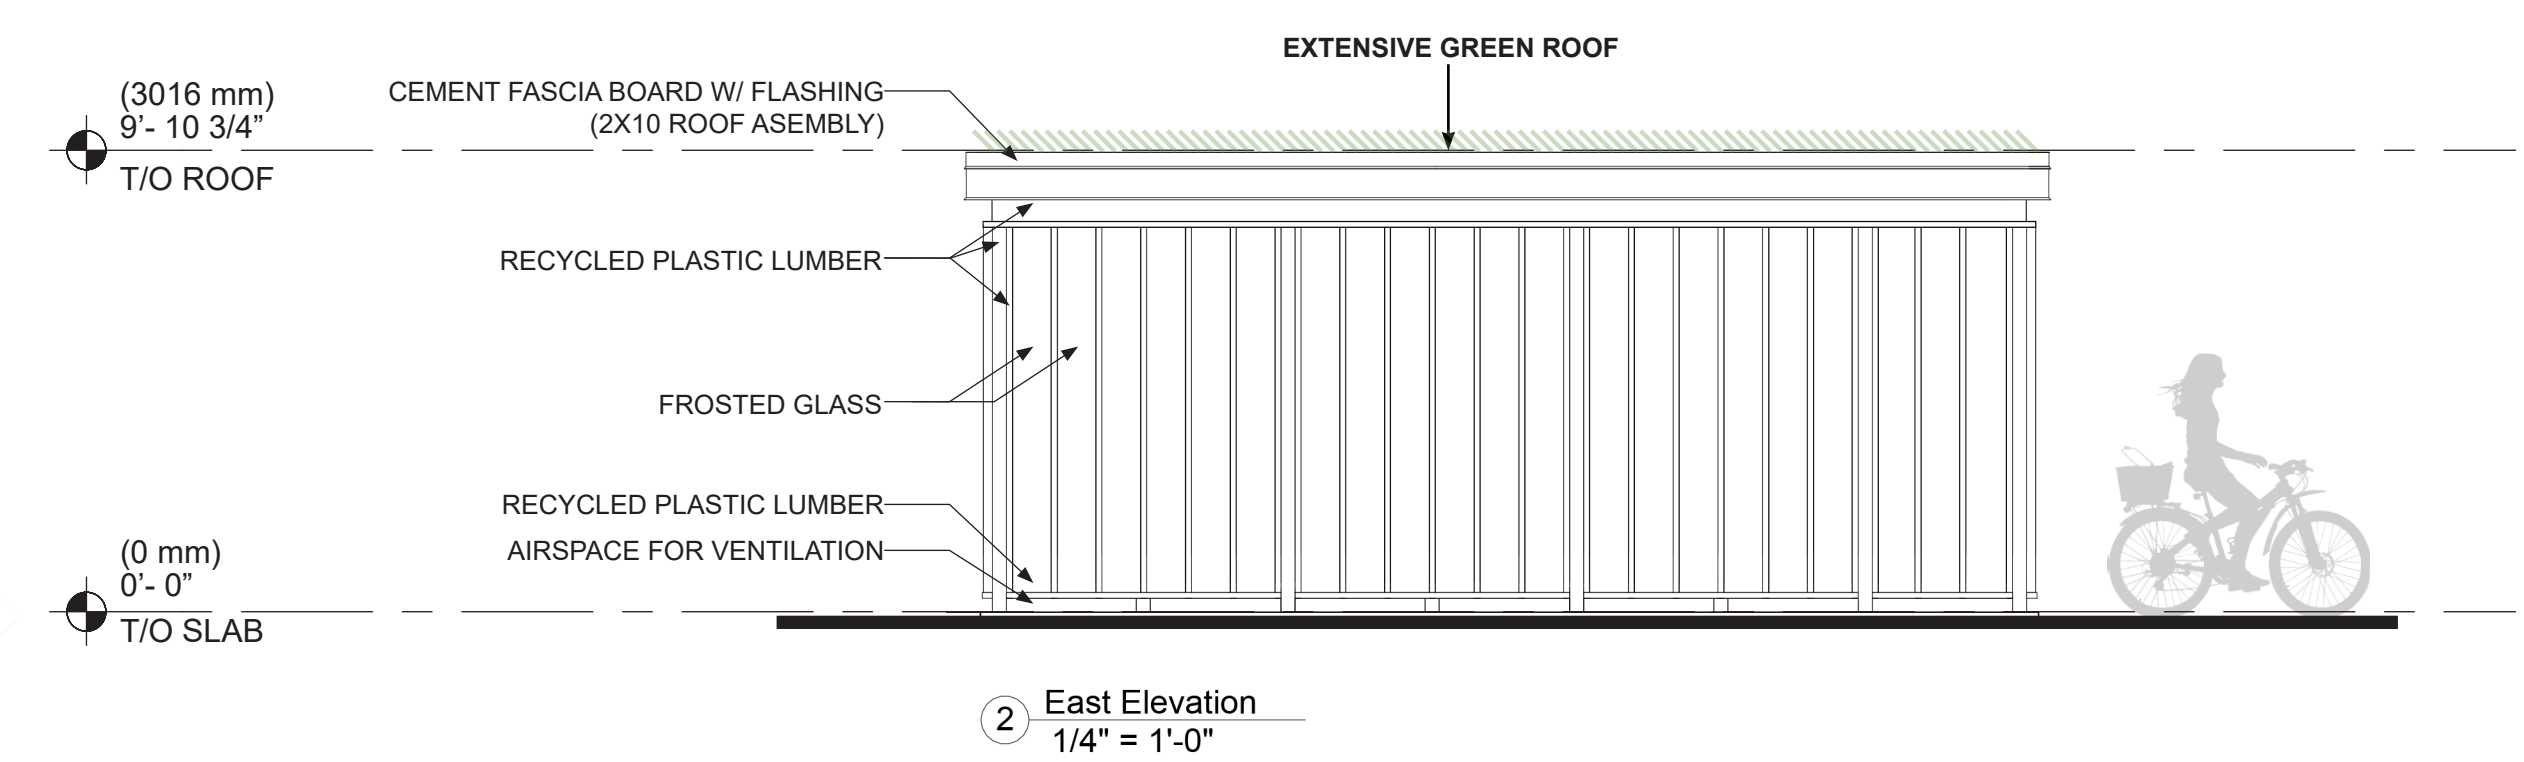 EXTENSIVE GREEN ROOF
(3016 mm)
9’- 10 3/4”
T/O ROOF
CEMENT FASCIA BOARD W/ FLASHING
(2X10 ROOF ASEMBLY)
RECYCLED PLASTIC LUMBER
FROSTED GLASS
RECYCLED PLASTIC LUMBER
AIRSPACE FOR VENTILATION
(0 mm)
0’- 0”
T/O SLAB
2
East Elevation
1/4" = 1'-0"